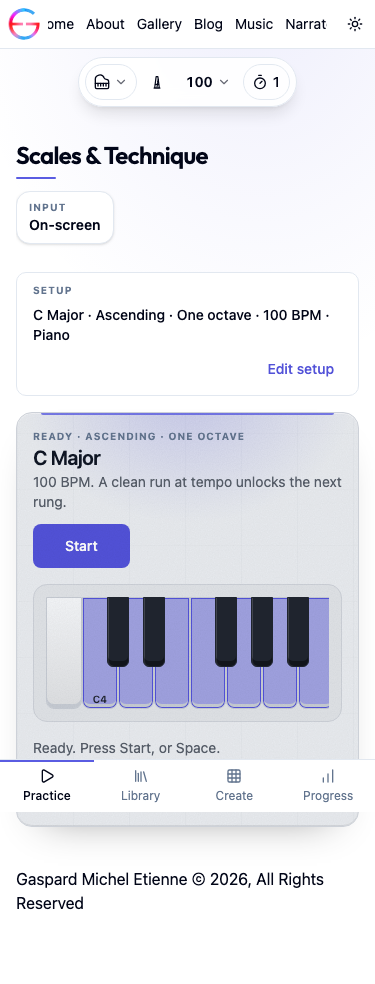 ome About Gallery Blog Music Narrat
100 1
Scales & Technique
INPUT
On-screen
SETUP
C Major · Ascending · One octave · 100 BPM ·
Piano
Edit setup
READY · ASCENDING · ONE OCTAVE
C Major
100 BPM. A clean run at tempo unlocks the next
rung.
Start
C4
Ready. Press Start, or Space.
Practice Library Create Progress
Gaspard Michel Etienne © 2026, All Rights
Reserved